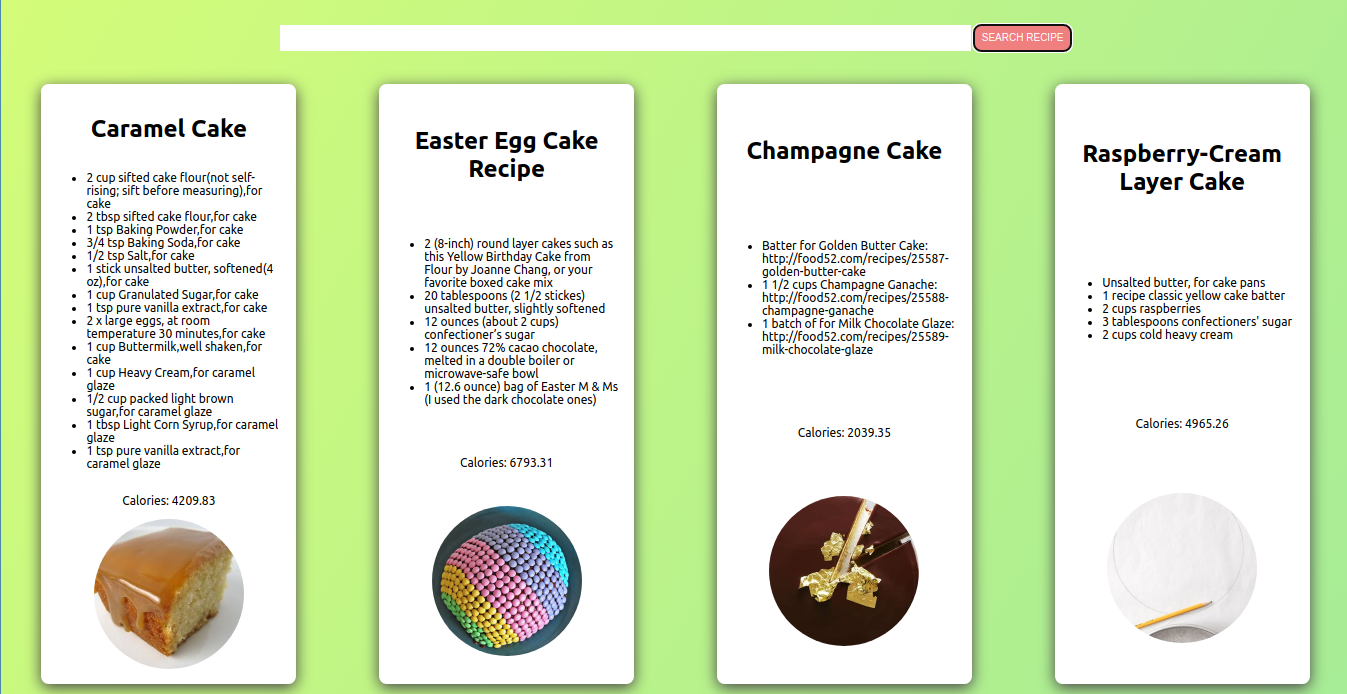 SEARCH RECIPE
Caramel Cake
2 cup sifted cake flour(not self-
rising; sift before measuring),for
cake
2 tbsp sifted cake flour,for cake
1 tsp Baking Powder,for cake
3/4 tsp Baking Soda,for cake
1/2 tsp Salt,for cake
1 stick unsalted butter, softened(4
oz),for cake
1 cup Granulated Sugar,for cake
1 tsp pure vanilla extract,for cake
2 x large eggs, at room
temperature 30 minutes,for cake
1 cup Buttermilk,well shaken,for
cake
1 cup Heavy Cream,for caramel
glaze
1/2 cup packed light brown
sugar,for caramel glaze
1 tbsp Light Corn Syrup,for caramel
glaze
1 tsp pure vanilla extract,for
caramel glaze
Calories: 4209.83
Easter Egg Cake
Recipe
2 (8-inch) round layer cakes such as
this Yellow Birthday Cake from
Flour by Joanne Chang, or your
favorite boxed cake mix
20 tablespoons (2 1/2 stickes)
unsalted butter, slightly softened
12 ounces (about 2 cups)
confectioner’s sugar
12 ounces 72% cacao chocolate,
melted in a double boiler or
microwave-safe bowl
1 (12.6 ounce) bag of Easter M & Ms
(I used the dark chocolate ones)
Calories: 6793.31
Champagne Cake
Batter for Golden Butter Cake:
http://food52.com/recipes/25587-
golden-butter-cake
1 1/2 cups Champagne Ganache:
http://food52.com/recipes/25588-
champagne-ganache
1 batch of for Milk Chocolate Glaze:
http://food52.com/recipes/25589-
milk-chocolate-glaze
Calories: 2039.35
Raspberry-Cream
Layer Cake
Unsalted butter, for cake pans
1 recipe classic yellow cake batter
2 cups raspberries
3 tablespoons confectioners' sugar
2 cups cold heavy cream
Calories: 4965.26